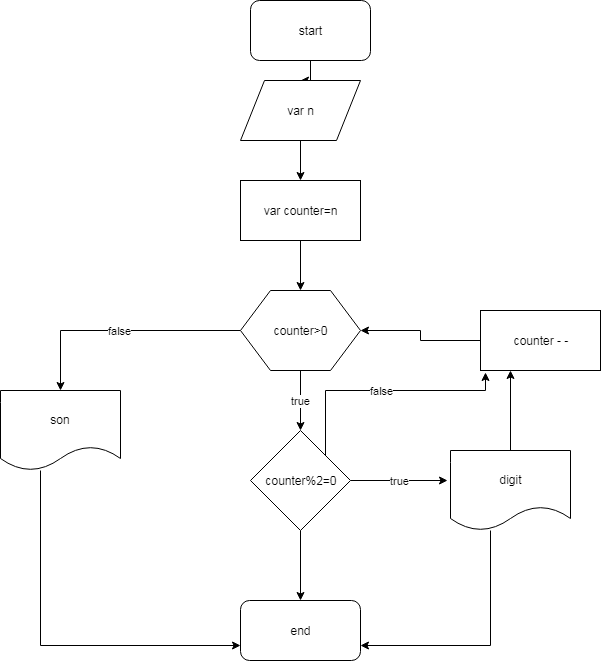 start
var n
var counter=n
counter>0
counter - -
false
false
true
son
counter%2=0
true
digit
end